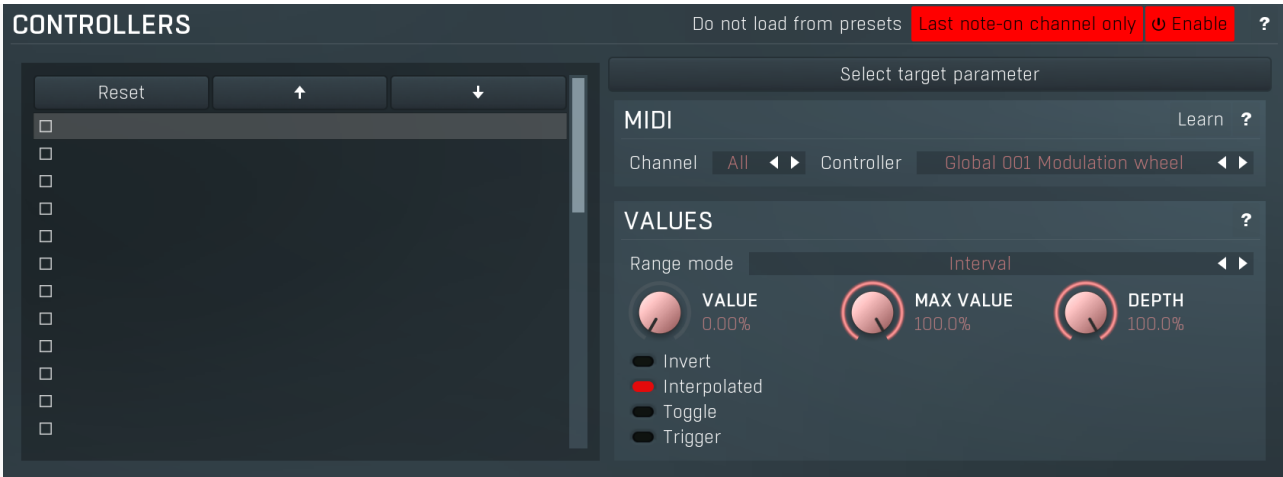 CONTROLLERS
Do not load from presets Last note-on channel only Enable ?
Reset
Select target parameter
MIDI Learn ?
Channel All Controller Global 001 Modulation wheel
VALUES ?
Range mode Interval
VALUE
0.00%
MAX VALUE
100.0%
DEPTH
100.0%
Invert
Interpolated
Toggle
Trigger